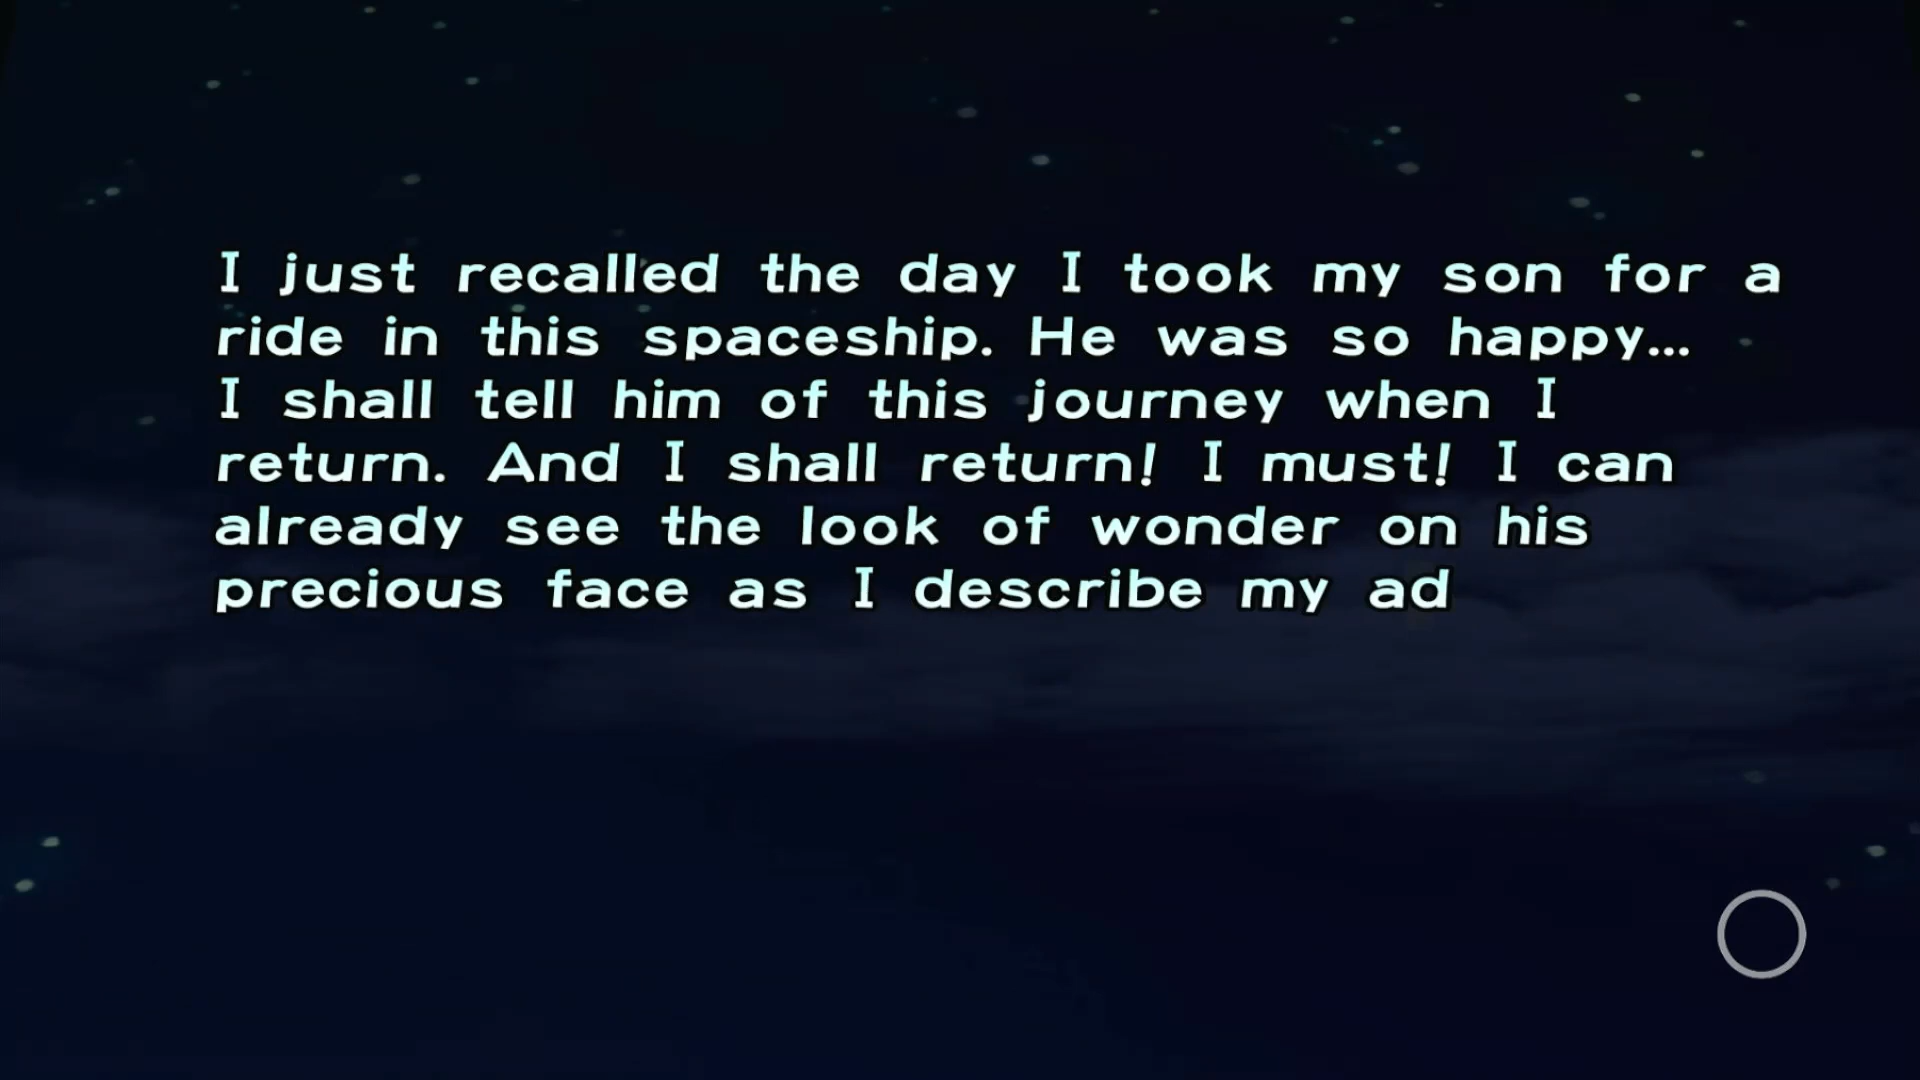 I just recalled the day I took my son for a
ride in this spaceship. He was so happy...
I shall tell him of this journey when I
return. And I shall return! I must! I can
already see the look of wonder on his
precious face as I describe my ad